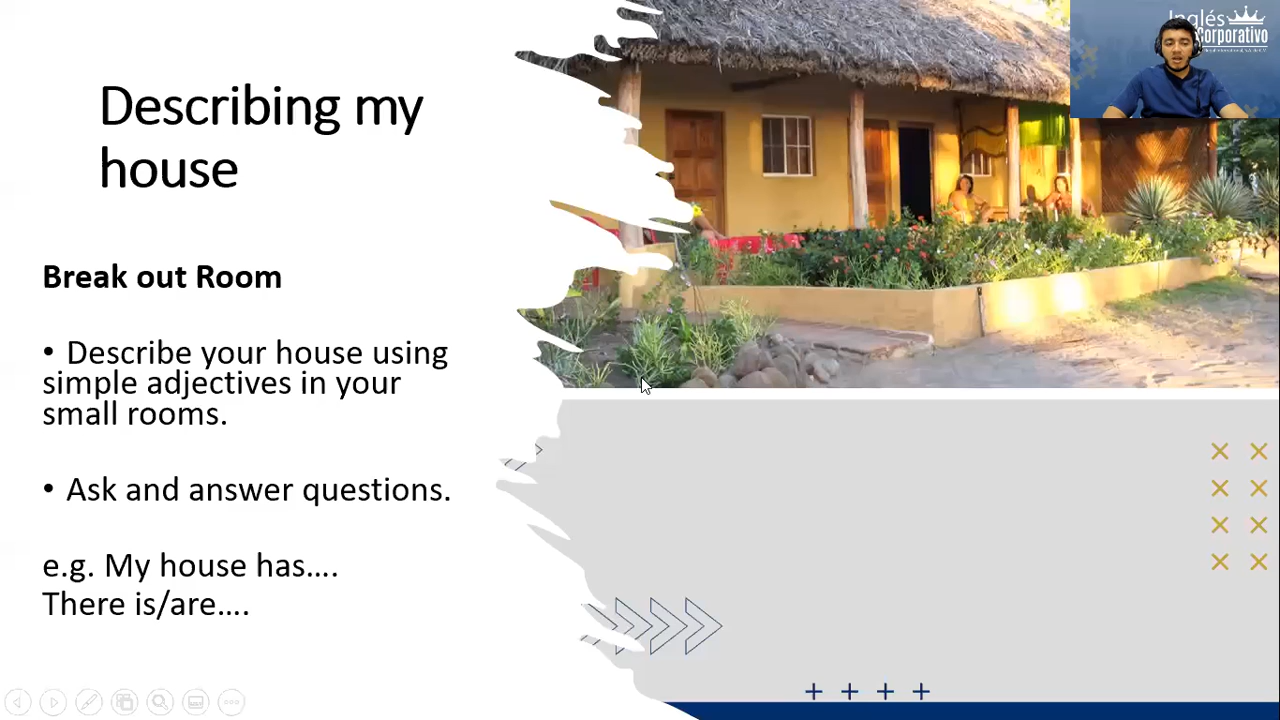 Describing my
house
Break out Room
• Describe your house using
simple adjectives in your
small rooms.
• Ask and answer questions.
e.g. My house has....
There is/are....
Inglés
Corporativo